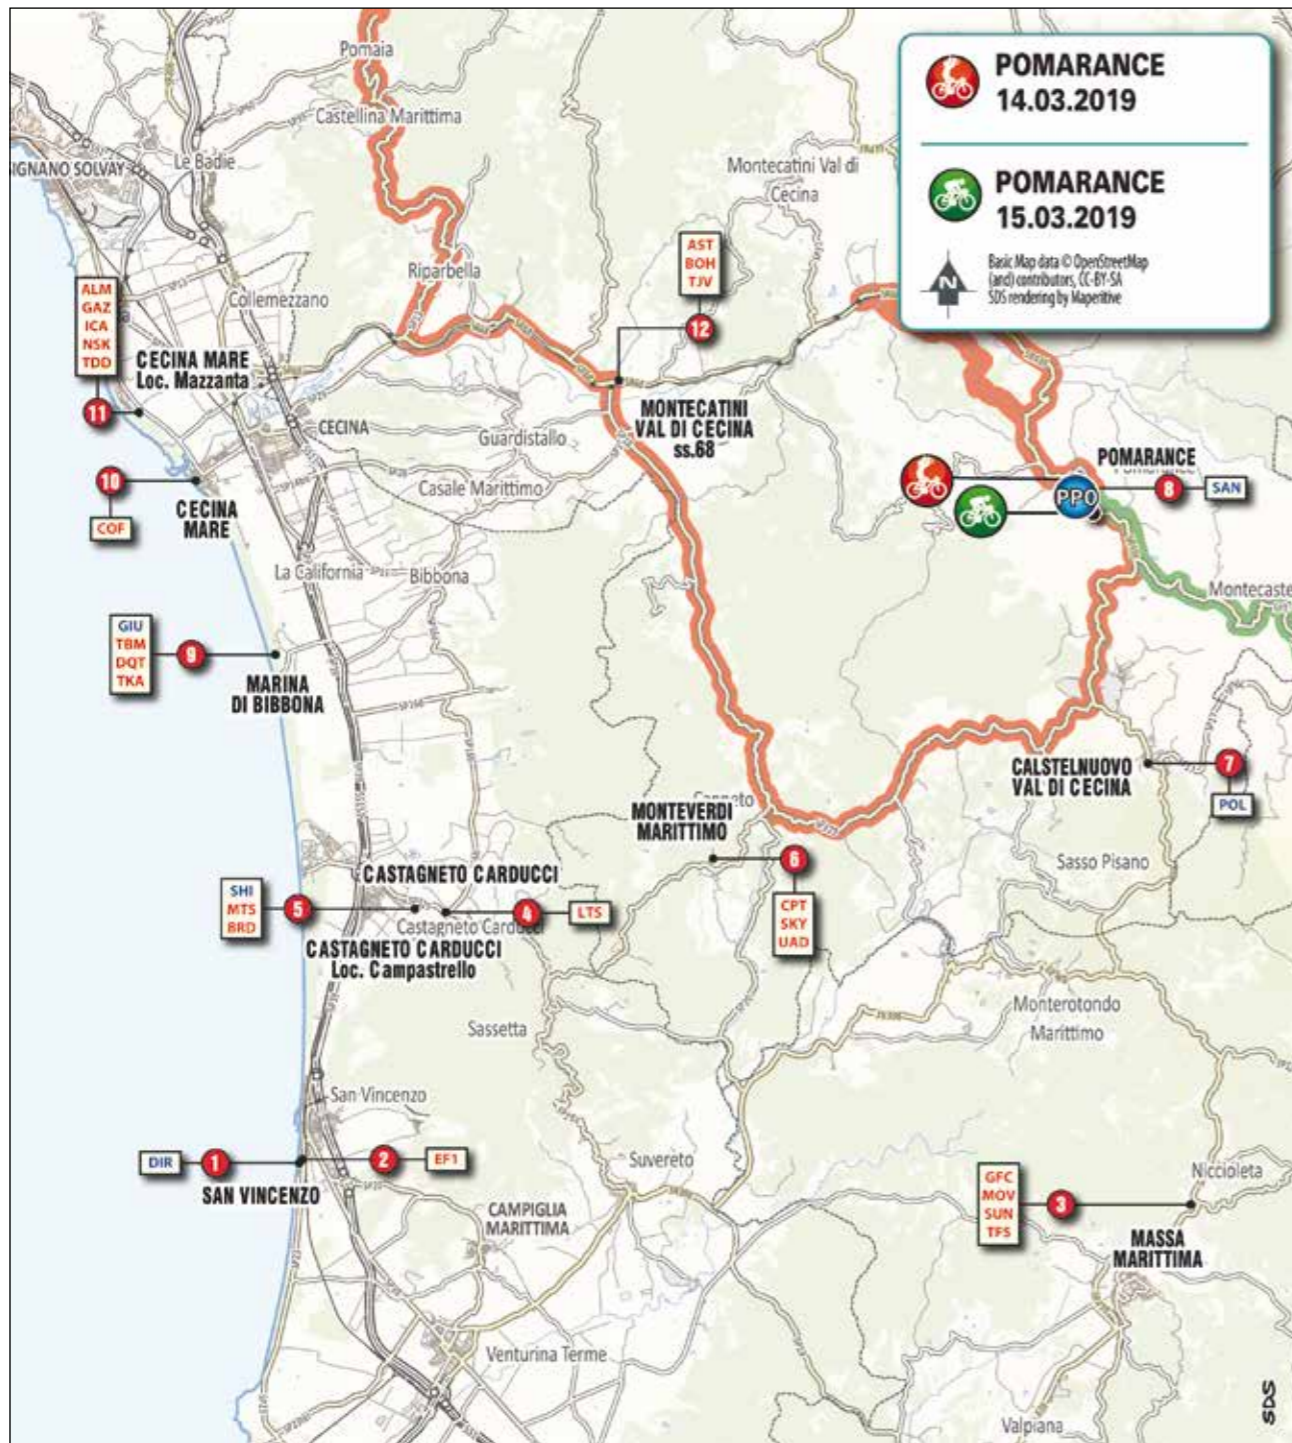 POMARANCE
14.03.2019
POMARANCE
15.03.2019
N
Basic Map data © OpenStreetMap
(and) contributors, CC-BY-SA
SDS rendering by Maperitive
Pomaia
Castellina Marittima
Le Badie
IGNANO SOLVAY
Montecatini Val di
Cecina
Riparbella
Collemezzano
AST
BOH
TJV
12
ALM
GAZ
ICA
NSK
TDD
11
CECINA MARE
Loc. Mazzanta
CECINA
Guardistallo
Casale Marittimo
MONTECATINI
VAL DI CECINA
ss.68
10
COF
CECINA
MARE
POMARANCE
PPO
8
SAN
La California
Bibbona
Montecaste
GIU
TBM
DQT
TKA
9
MARINA
DI BIBBONA
CALSTELNUOVO
VAL DI CECINA
7
POL
MONTEVERDI
MARITTIMO
6
CPT
SKY
UAD
Sasso Pisano
CASTAGNETO CARDUCCI
SHI
MTS
BRD
5
4
LTS
Castagneto Carducci
CASTAGNETO CARDUCCI
Loc. Campastrello
Sassetta
Monterotondo
Marittimo
San Vincenzo
DIR
1
2
EF1
SAN VINCENZO
Suvereto
CAMPIGLIA
MARITTIMA
Niccioleta
GFC
MOV
SUN
TFS
3
MASSA
MARITTIMA
Venturina Terme
Valpiana
SDS